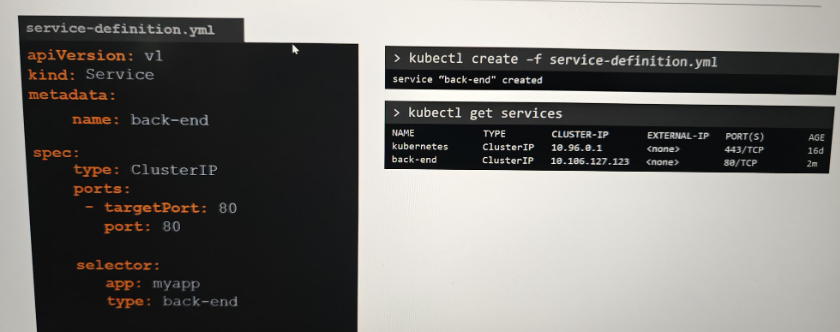 service-definition.yml
apiVersion: v1
kind: Service
metadata:
name: back-end
spec:
type: ClusterIP
ports:
- targetPort: 80
port: 80
selector:
app: myapp
type: back-end
> kubectl create -f service-definition.yml
service "back-end" created
> kubectl get services
NAME TYPE CLUSTER-IP EXTERNAL-IP PORT(S) AGE
kubernetes ClusterIP 10.96.0.1 <none> 443/TCP 16d
back-end ClusterIP 10.106.127.123 <none> 80/TCP 2m